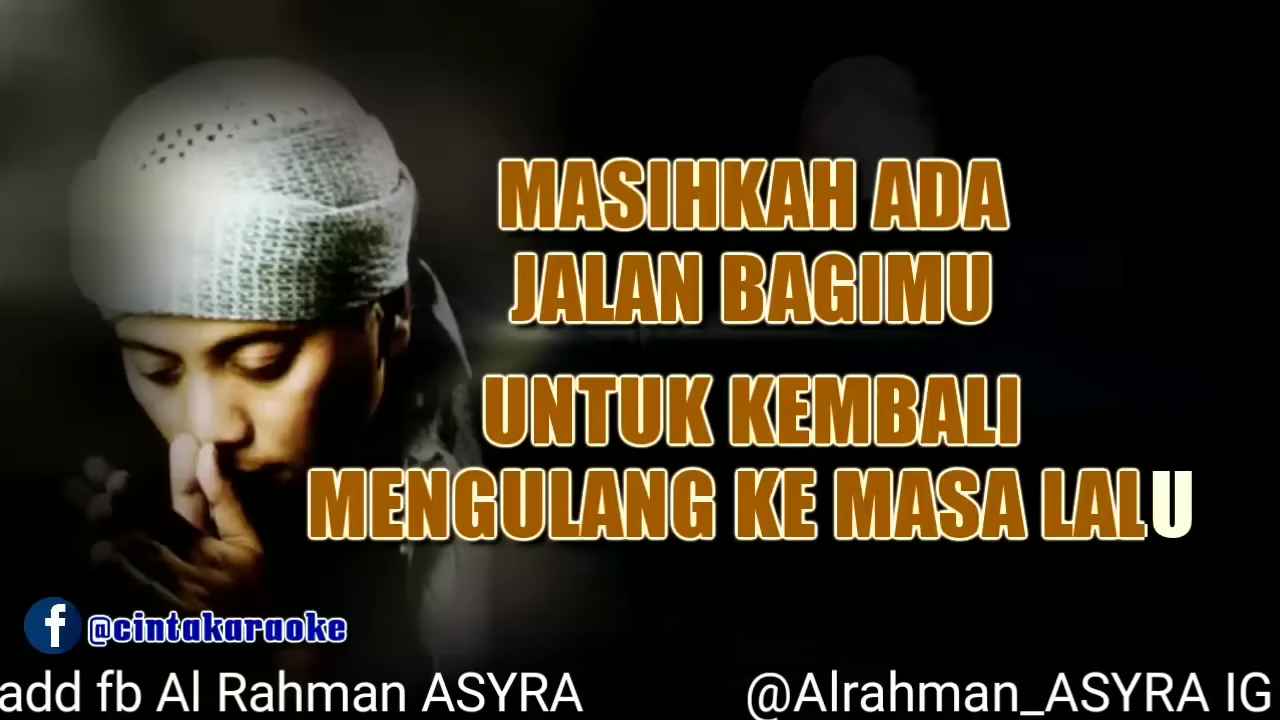 MASIHKAH ADA
JALAN BAGIMU
UNTUK KEMBALI
MENGULANG KE MASA LALU
f @cintakaraoke
add fb Al Rahman ASYRA @Alrahman_ASYRA IG